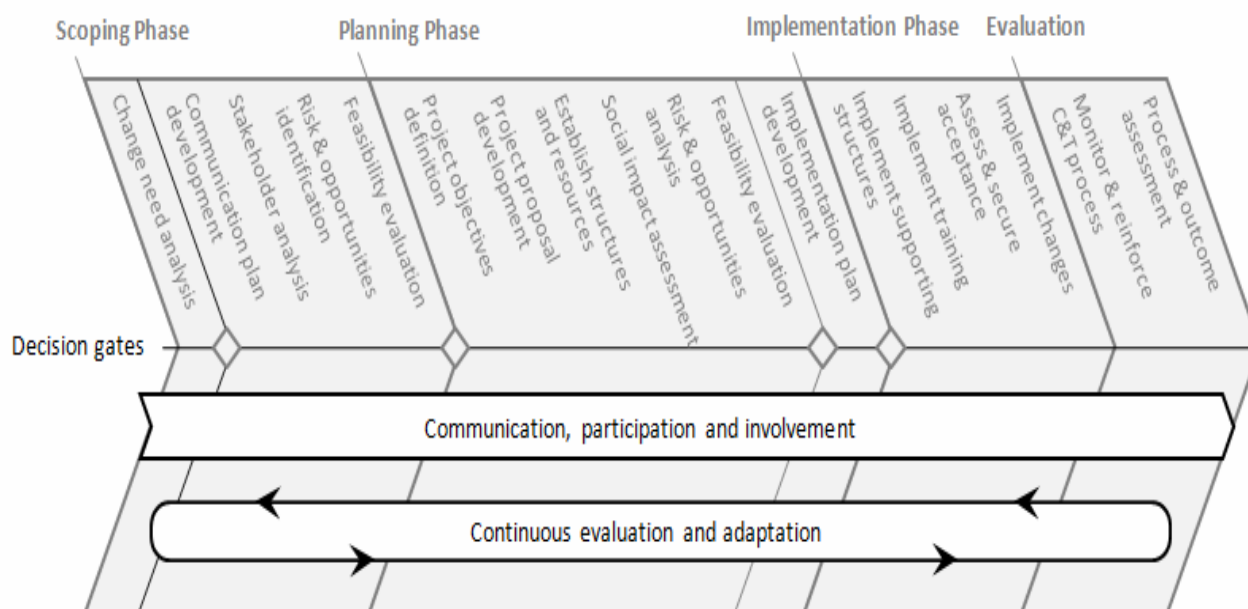 Scoping Phase
Planning Phase
Implementation Phase
Evaluation
Change need analysis
Communication plan
development
Stakeholder analysis
Risk & opportunities
identification
Feasibility evaluation
Project objectives
definition
Project proposal
development
Establish structures
and resources
Social impact assessment
Risk & opportunities
analysis
Feasibility evaluation
Implementation plan
development
Implement supporting
structures
Implement training
Assess & secure
acceptance
Implement changes
Monitor & reinforce
C&T process
Process & outcome
assessment
Decision gates
Communication, participation and involvement
Continuous evaluation and adaptation